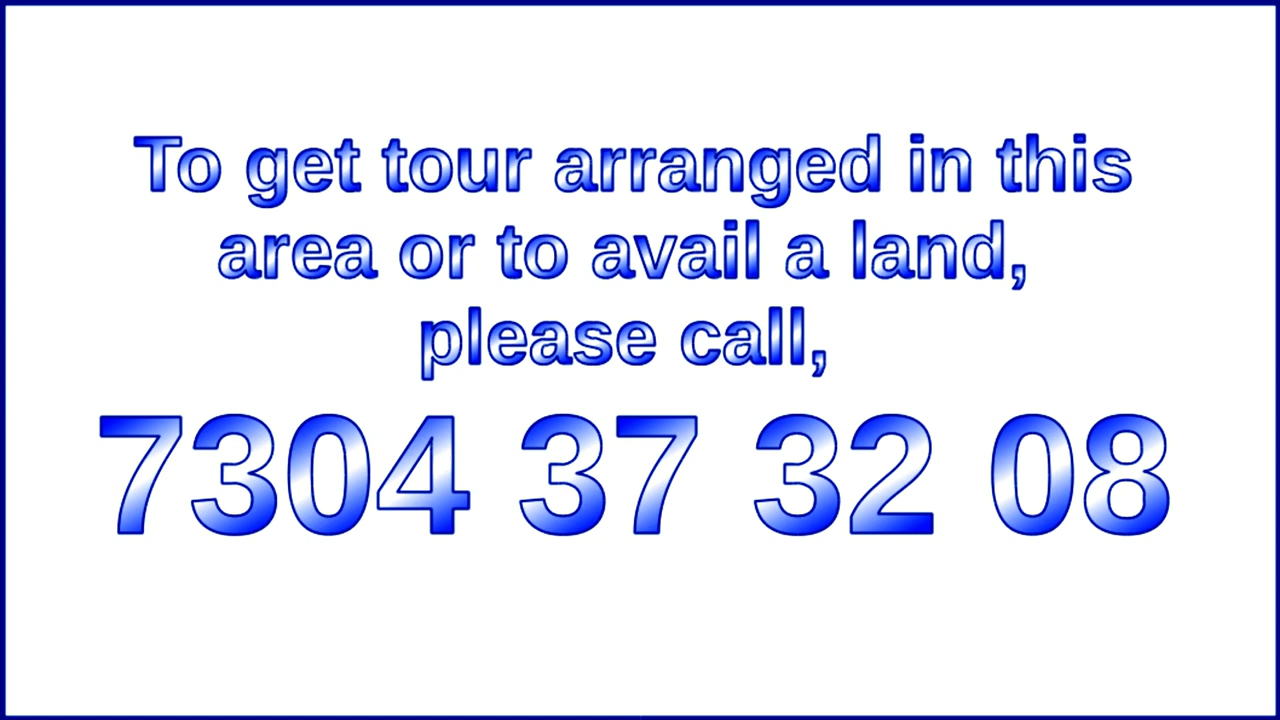 To get tour arranged in this
area or to avail a land,
please call,
7304 37 32 08